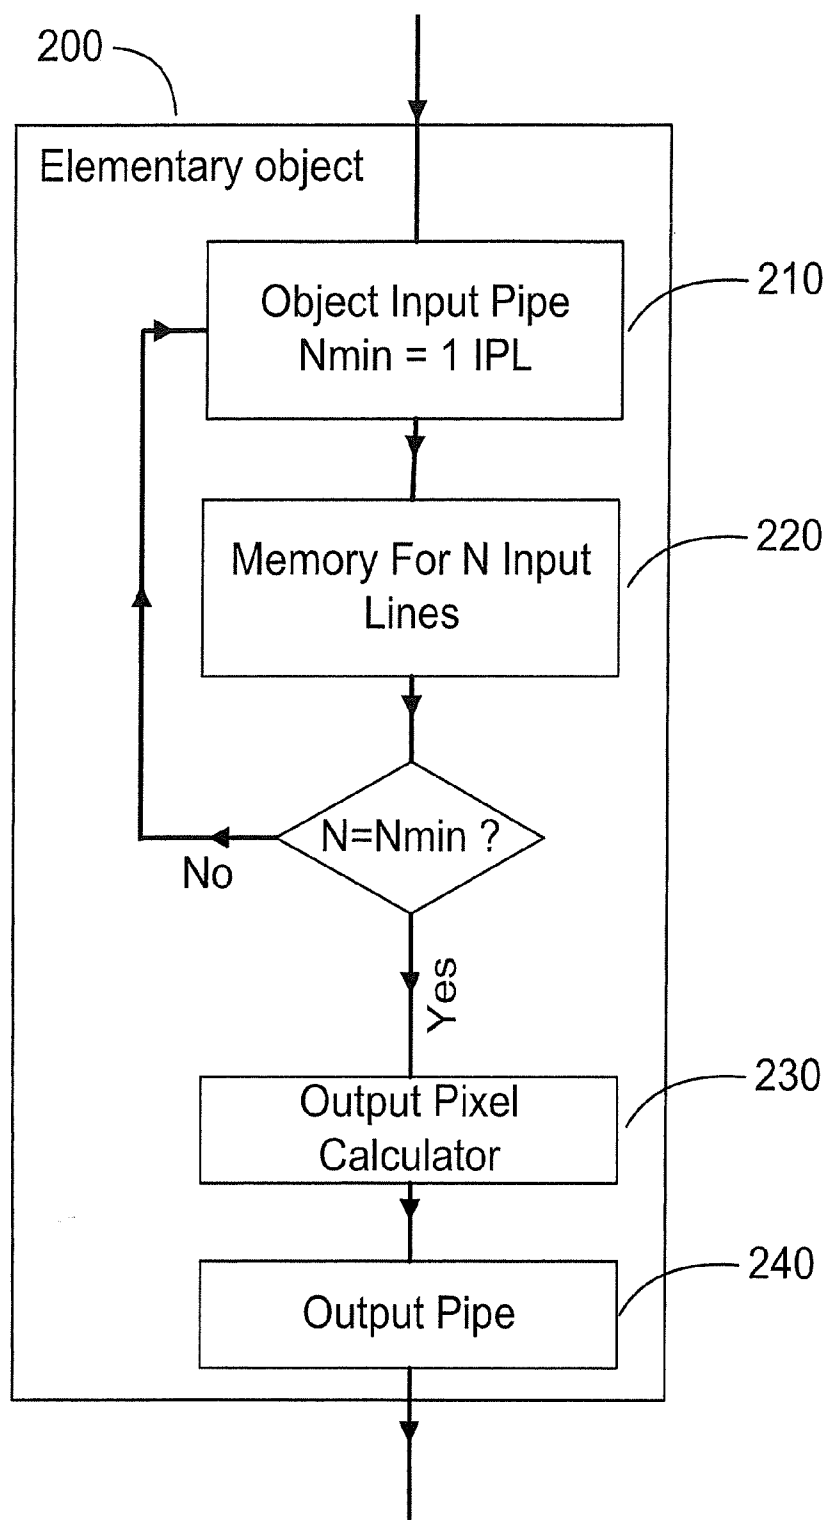 200
Elementary object
Object Input Pipe
Nmin = 1 IPL
210
Memory For N Input
Lines
220
N=Nmin ?
No
Yes
Output Pixel
Calculator
230
Output Pipe
240